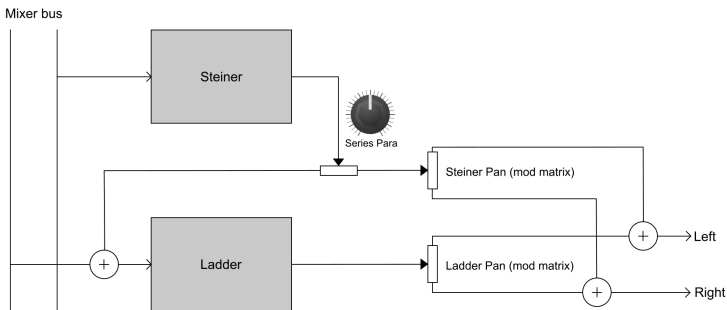 Mixer bus
Steiner
Series Para
Steiner Pan (mod matrix)
Left
Ladder
Ladder Pan (mod matrix)
Right